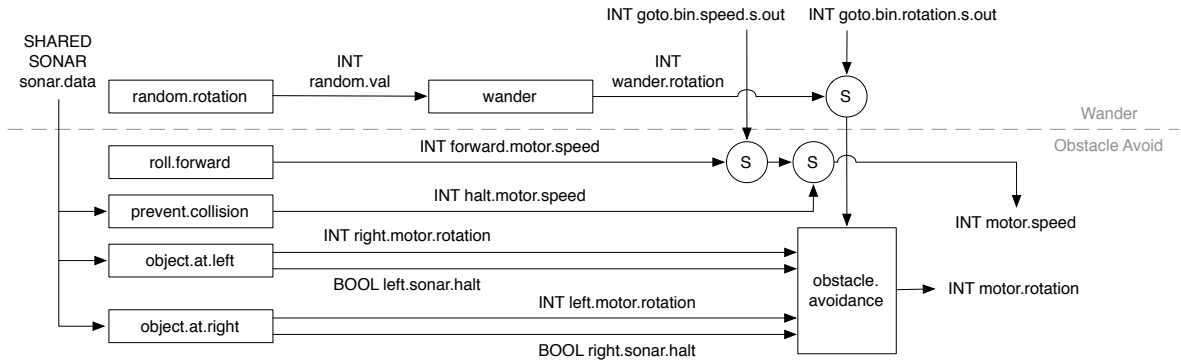 INT goto.bin.speed.s.out
INT goto.bin.rotation.s.out
SHARED
SONAR
sonar.data
INT
random.val
INT
wander.rotation
random.rotation
wander
S
Wander
Obstacle Avoid
roll.forward
INT forward.motor.speed
S
S
prevent.collision
INT halt.motor.speed
INT motor.speed
INT right.motor.rotation
object.at.left
BOOL left.sonar.halt
obstacle.
avoidance
INT motor.rotation
INT left.motor.rotation
object.at.right
BOOL right.sonar.halt